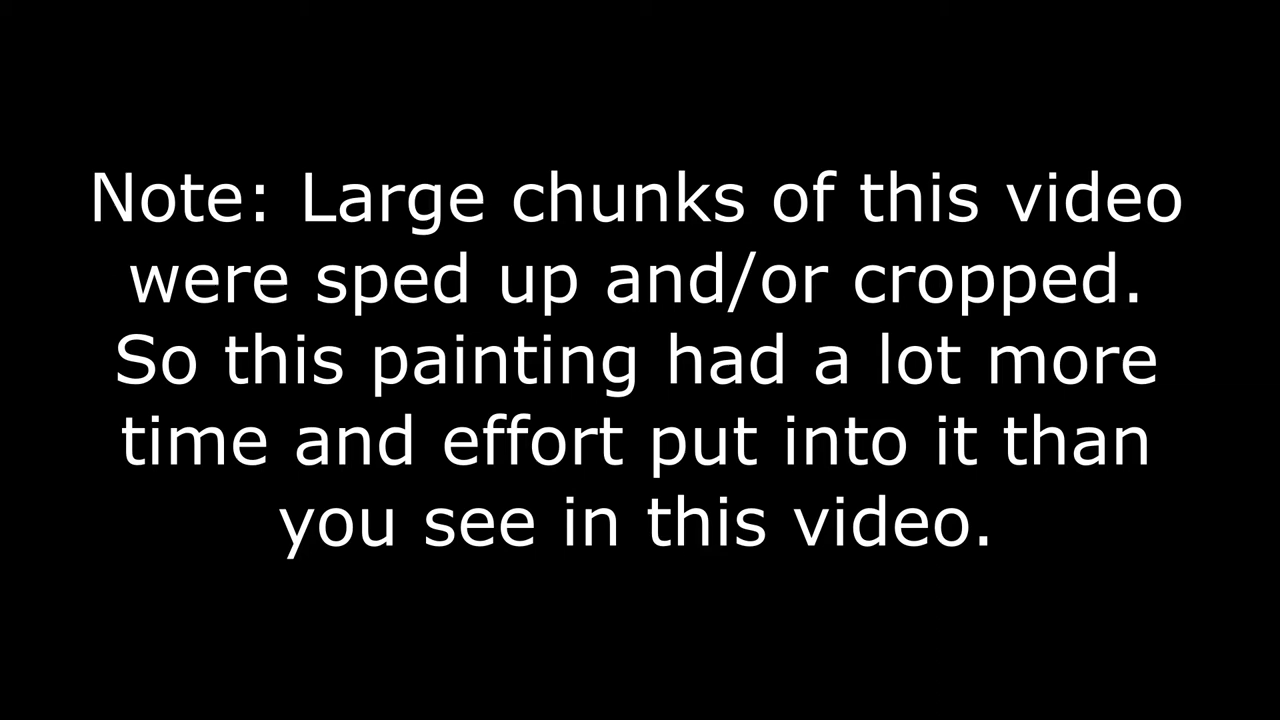 Note: Large chunks of this video
were sped up and/or cropped.
So this painting had a lot more
time and effort put into it than
you see in this video.